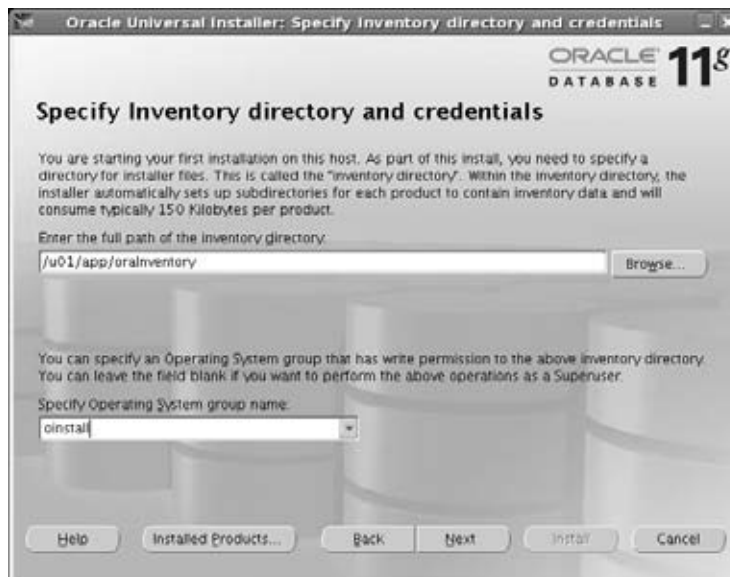 Oracle Universal Installer: Specify Inventory directory and credentials
ORACLE
DATABASE 11g
Specify Inventory directory and credentials
You are starting your first installation on this host. As part of this install, you need to specify a
directory for installer files. This is called the "inventory directory". Within the inventory directory, the
installer automatically sets up subdirectories for each product to contain inventory data and will
consume typically 150 Kilobytes per product.
Enter the full path of the inventory directory:
/u01/app/oraInventory
Browse...
You can specify an Operating System group that has write permission to the above inventory directory.
You can leave the field blank if you want to perform the above operations as a Superuser.
Specify Operating System group name:
oinstall
Help Installed Products... Back Next Install Cancel